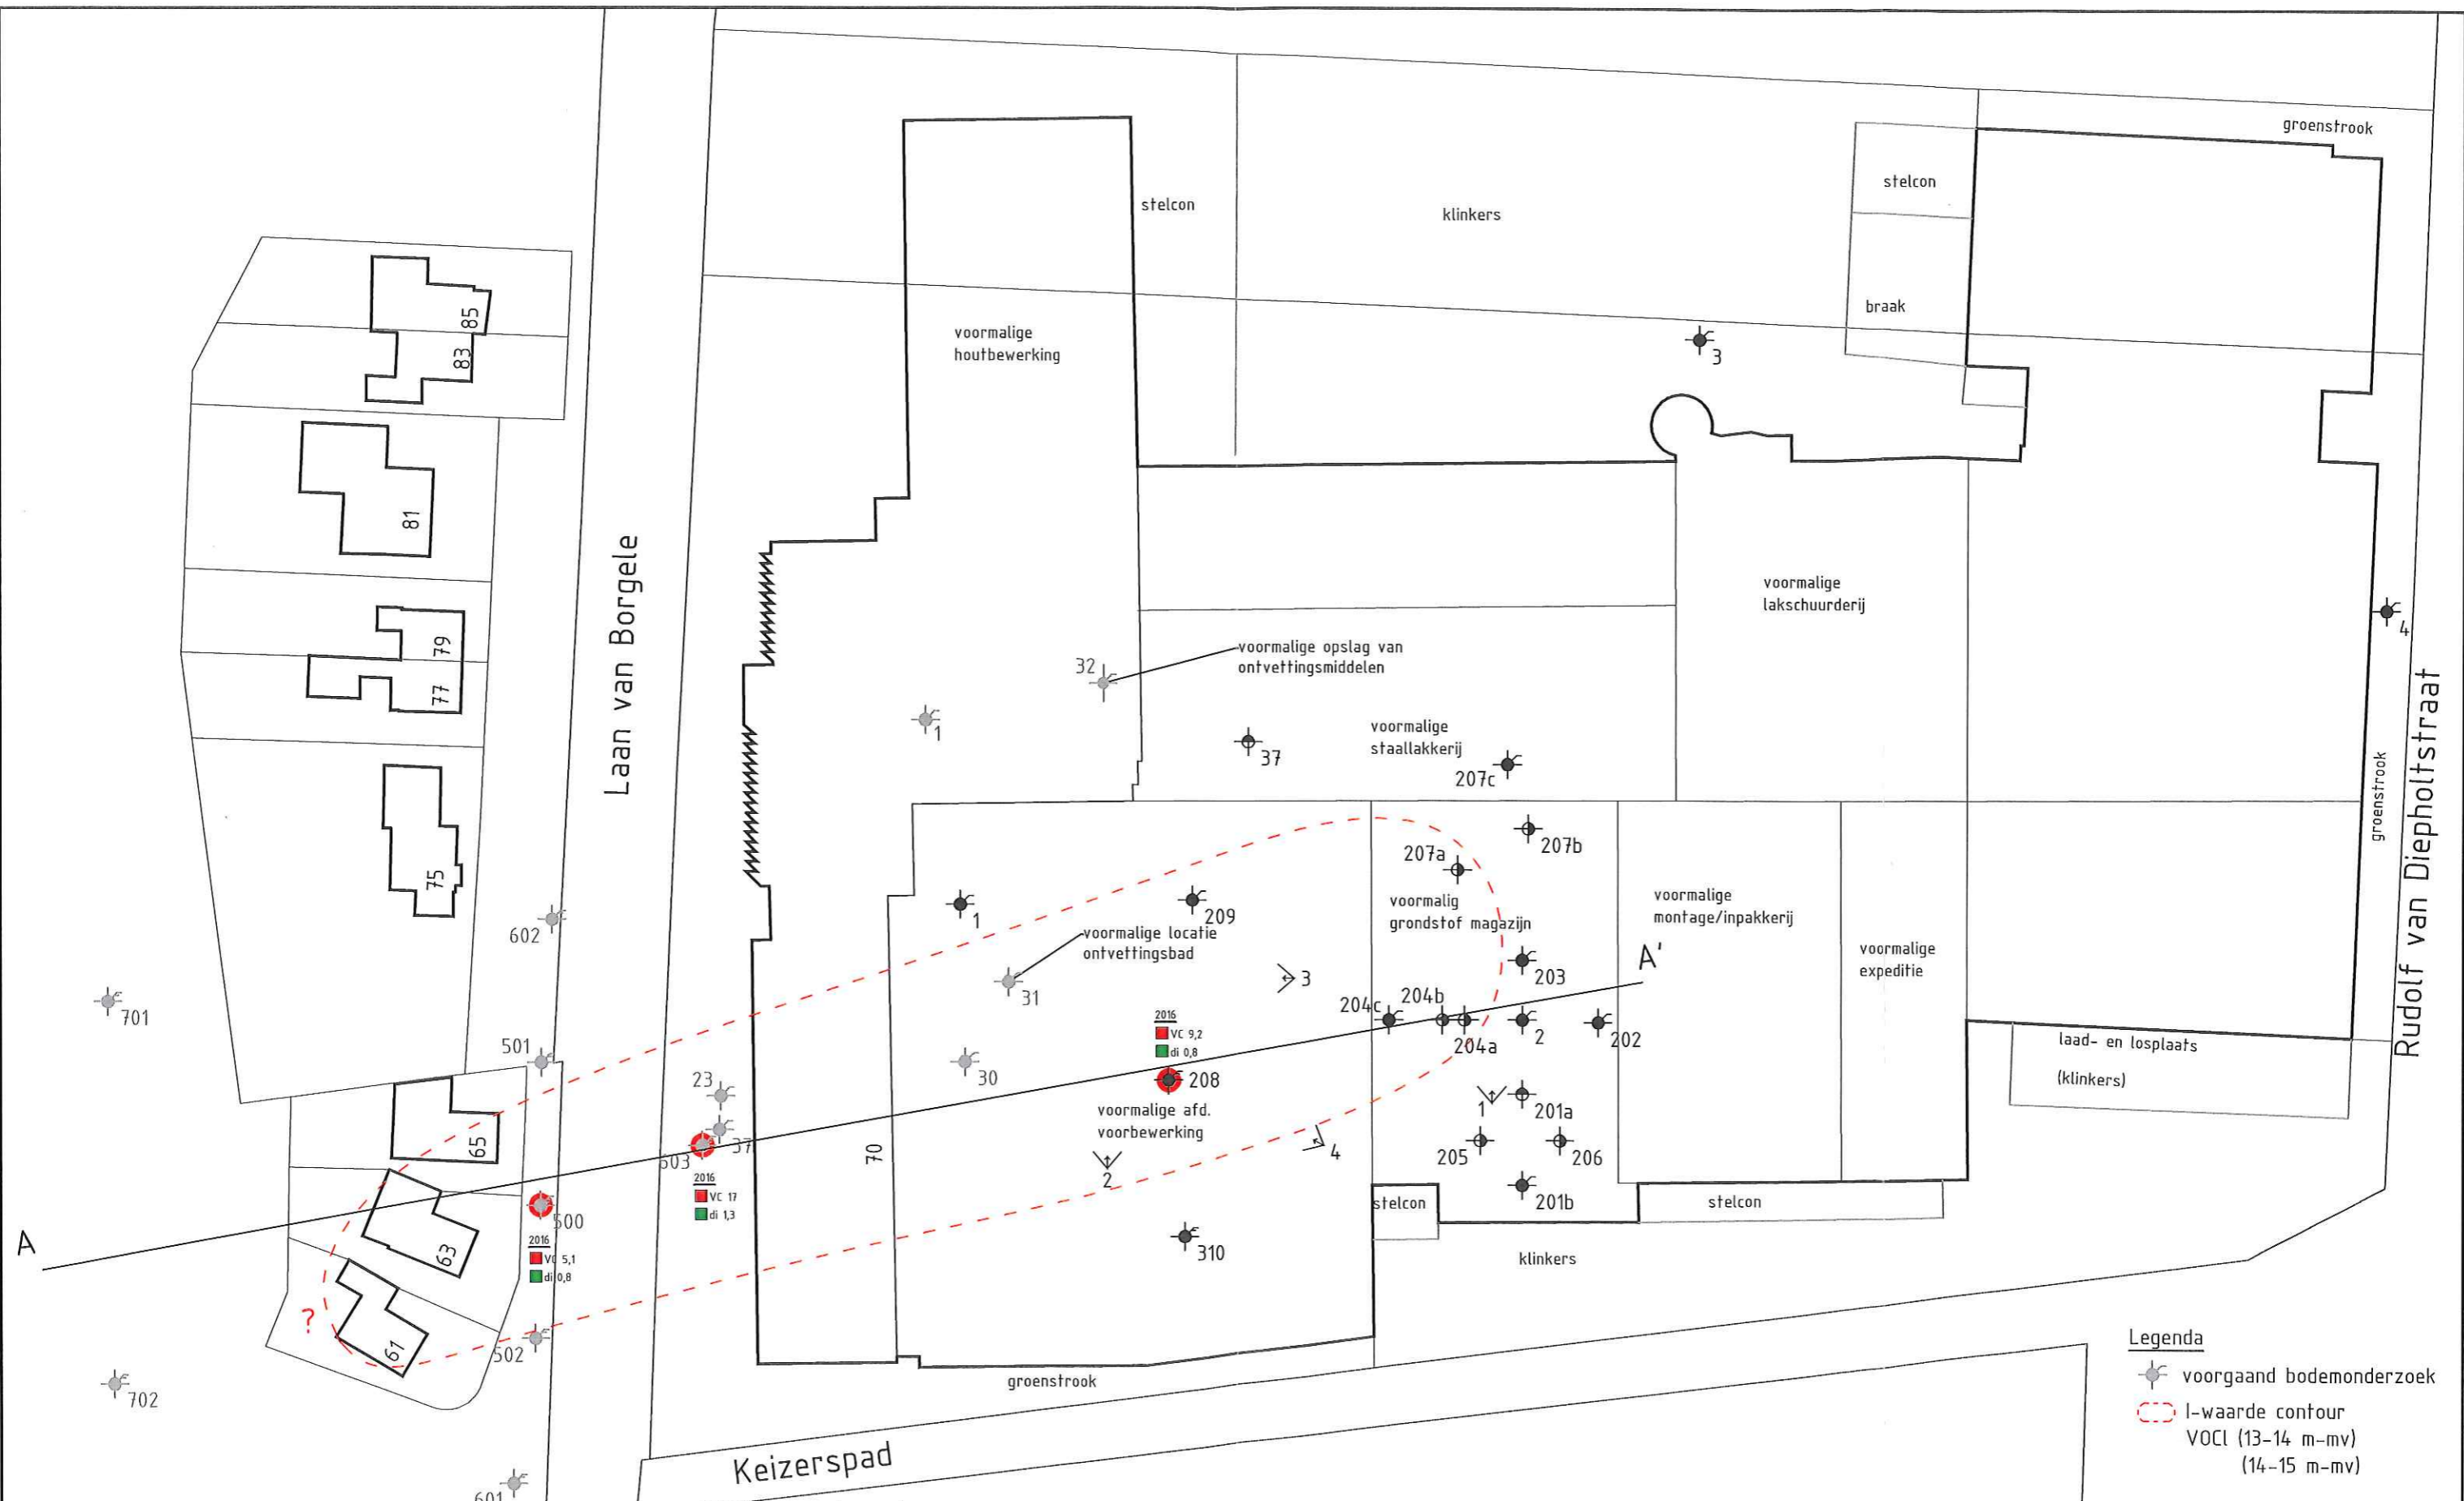 groenstrook
stelcon
stelcon
klinkers
braak
voormalige
houtbewerking
3
85
83
81
79
77
75
Laan van Borgele
voormalige
lakschuurderij
4
32
voormalige opslag van
ontvettingsmiddelen
1
37
voormalige
staallakkerij
207c
groenstrook
Rudolf van Diepholtstraat
207b
207a
1
209
voormalig
grondstof magazijn
voormalige
montage/inpakkerij
voormalige
expeditie
602
voormalige locatie
ontvettingsbad
31
3
203
A'
701
204c
204b
204a
2
202
laad- en losplaats
(klinkers)
501
2016
VC 9,2
di 0,8
208
30
23
37
603
2016
VC 17
di 1,3
voormalige afd.
voorbewerking
2
70
4
1
201a
205
206
201b
stelcon
stelcon
klinkers
310
65
63
61
A
500
2016
VC 5,1
di 0,8
?
502
702
601
groenstrook
Keizerspad
Legenda
voorgaand bodemonderzoek
I-waarde contour
VOCl (13-14 m-mv)
(14-15 m-mv)